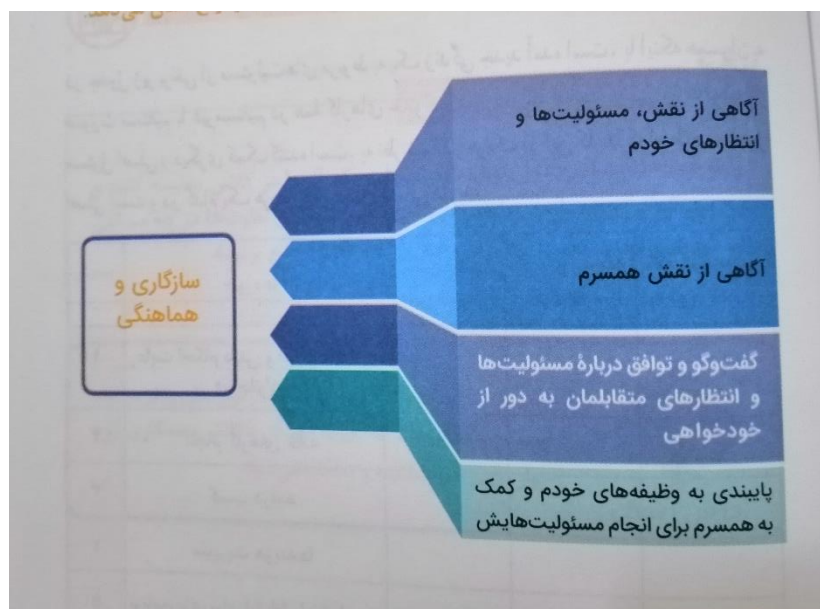 آگاهی از نقش، مسئولیت‌ها و
انتظارهای خودم
آگاهی از نقش همسرم
گفت‌وگو و توافق دربارهٔ مسئولیت‌ها
و انتظارهای متقابلمان به دور از
خودخواهی
پایبندی به وظیفه‌های خودم و کمک
به همسرم برای انجام مسئولیت‌هایش
سازگاری و
هماهنگی